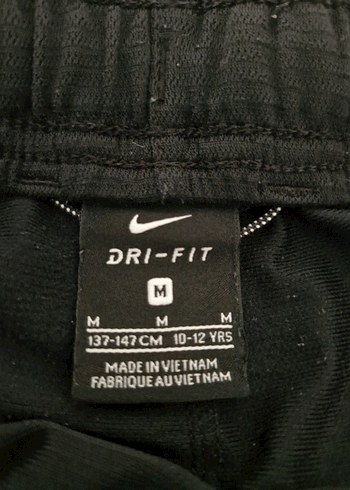 DRI-FIT
M
M M M
137-147CM 10-12 YRS
MADE IN VIETNAM
FABRIQUE AU VIETNAM